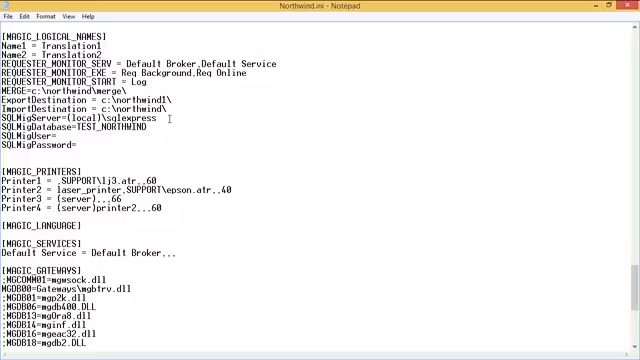 Northwind.ini - Notepad
File Edit Format View Help
[MAGIC_LOGICAL_NAMES]
Name1 = Translation1
Name2 = Translation2
REQUESTER_MONITOR_SERV = Default Broker,Default Service
REQUESTER_MONITOR_EXE = Req Background,Req Online
REQUESTER_MONITOR_START = Log
MERGE=c:\northwind\merge\
ExportDestination = c:\northwind1\
ImportDestination = c:\northwind\
SQLMigServer=(local)\sqlexpress
SQLMigDatabase=TEST_NORTHWIND
SQLMigUser=
SQLMigPassword=
[MAGIC_PRINTERS]
Printer1 = ,SUPPORT\lj3.atr,,60
Printer2 = laser_printer,SUPPORT\epson.atr,,40
Printer3 = (server),,,66
Printer4 = (server)printer2,,,60
[MAGIC_LANGUAGE]
[MAGIC_SERVICES]
Default Service = Default Broker,,,
[MAGIC_GATEWAYS]
;MGCOMM01=mgwsock.dll
MGDB00=Gateways\mgbtrv.dll
;MGDB01=mgp2k.dll
;MGDB06=mgdb400.DLL
;MGDB13=mgOra8.dll
;MGDB14=mginf.dll
;MGDB16=mgeac32.dll
;MGDB18=mgdb2.DLL